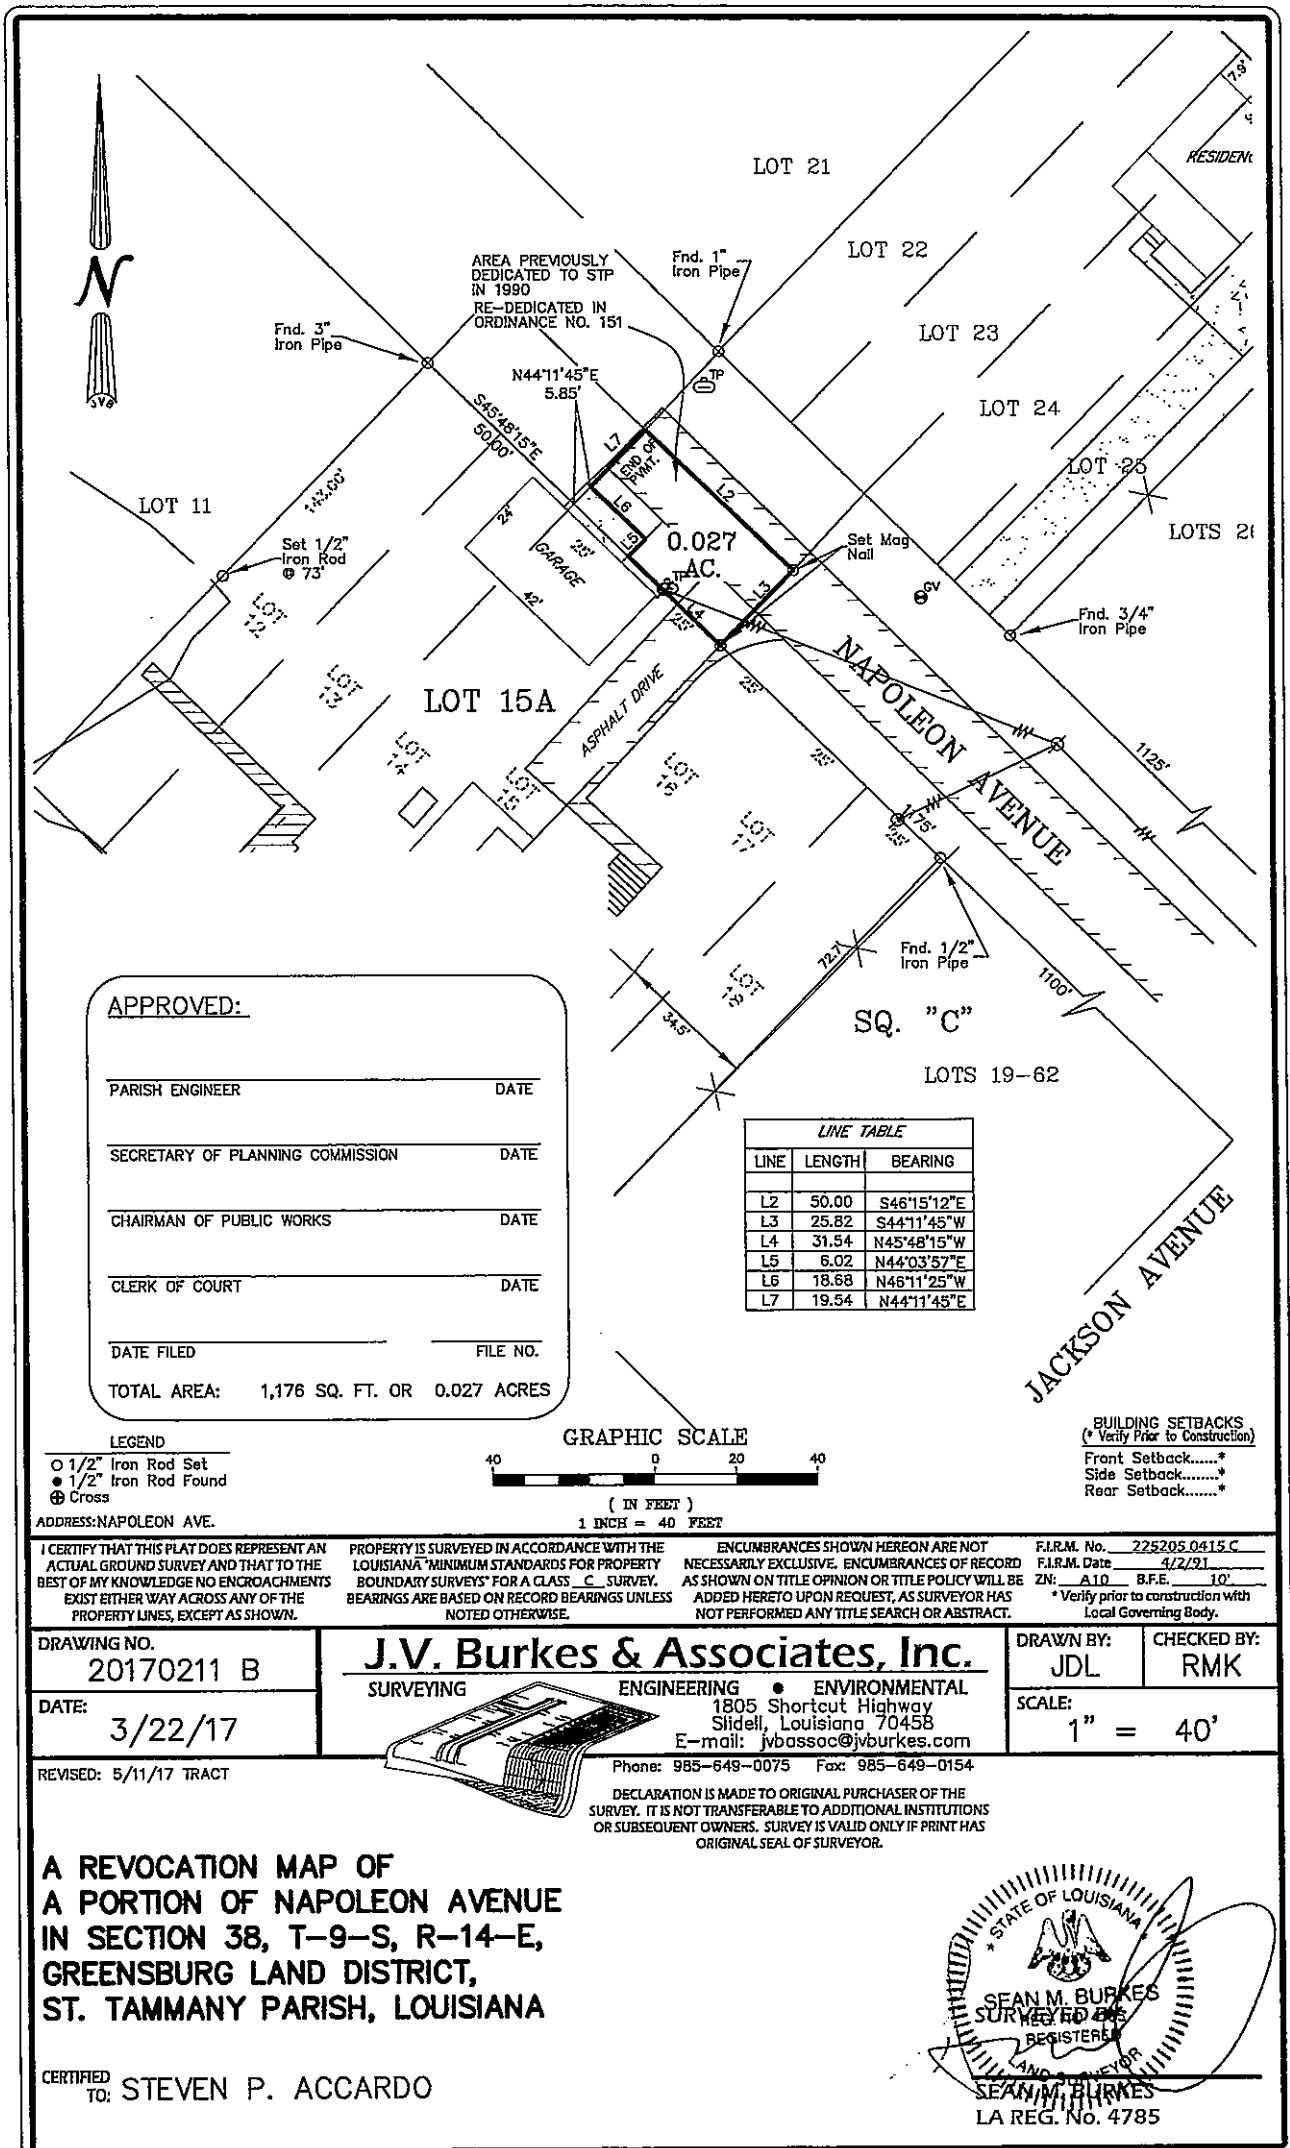 LOT 21
LOT 22
LOT 23
LOT 24
LOT 25
7.9'
N
JVB
AREA PREVIOUSLY
DEDICATED TO STP
IN 1990
RE-DEDICATED IN
ORDINANCE NO. 151
Fnd. 1"
Iron Pipe
Fnd. 3"
Iron Pipe
TP
N44°11'45"E
5.85'
S45°48'15"E
50.00'
L7
END OF
PVMT.
L2
L6
L5
0.027
AC.
TP
L3
L4
Set Mag
Nail
GV
Fnd. 3/4"
Iron Pipe
LOT 11
143.00'
Set 1/2"
Iron Rod
@ 73'
24'
GARAGE
25'
42'
25'
25'
25'
25'
LOT
12
LOT
13
LOT
14
LOT
15
LOT
16
LOT
17
LOT
18
LOT 15A
ASPHALT DRIVE
NAPOLEON AVENUE
175'
1125'
Fnd. 1/2"
Iron Pipe
72.7'
34.5'
1100'
SQ. "C"
LOTS 19-62
JACKSON AVENUE
APPROVED:
PARISH ENGINEER DATE
SECRETARY OF PLANNING COMMISSION DATE
CHAIRMAN OF PUBLIC WORKS DATE
CLERK OF COURT DATE
DATE FILED FILE NO.
TOTAL AREA: 1,176 SQ. FT. OR 0.027 ACRES
LINE TABLE
LINE LENGTH BEARING
L2 50.00 S46°15'12"E
L3 25.82 S44°11'45"W
L4 31.54 N45°48'15"W
L5 6.02 N44°03'57"E
L6 18.68 N46°11'25"W
L7 19.54 N44°11'45"E
LEGEND
1/2" Iron Rod Set
1/2" Iron Rod Found
Cross
ADDRESS: NAPOLEON AVE.
GRAPHIC SCALE
40 0 20 40
( IN FEET )
1 INCH = 40 FEET
BUILDING SETBACKS
(* Verify Prior to Construction)
Front Setback......*
Side Setback........*
Rear Setback.......*
I CERTIFY THAT THIS PLAT DOES REPRESENT AN
ACTUAL GROUND SURVEY AND THAT TO THE
BEST OF MY KNOWLEDGE NO ENCROACHMENTS
EXIST EITHER WAY ACROSS ANY OF THE
PROPERTY LINES, EXCEPT AS SHOWN.
PROPERTY IS SURVEYED IN ACCORDANCE WITH THE
LOUISIANA "MINIMUM STANDARDS FOR PROPERTY
BOUNDARY SURVEYS" FOR A CLASS C SURVEY.
BEARINGS ARE BASED ON RECORD BEARINGS UNLESS
NOTED OTHERWISE.
ENCUMBRANCES SHOWN HEREON ARE NOT
NECESSARILY EXCLUSIVE. ENCUMBRANCES OF RECORD
AS SHOWN ON TITLE OPINION OR TITLE POLICY WILL BE
ADDED HERETO UPON REQUEST, AS SURVEYOR HAS
NOT PERFORMED ANY TITLE SEARCH OR ABSTRACT.
F.I.R.M. No. 225205 0415 C
F.I.R.M. Date 4/2/91
ZN: A10 B.F.E. 10'
* Verify prior to construction with
Local Governing Body.
DRAWING NO.
20170211 B
DATE:
3/22/17
J.V. Burkes & Associates, Inc.
SURVEYING ENGINEERING • ENVIRONMENTAL
1805 Shortcut Highway
Slidell, Louisiana 70458
E-mail: jvbassoc@jvburkes.com
Phone: 985-649-0075 Fax: 985-649-0154
DRAWN BY:
JDL
CHECKED BY:
RMK
SCALE:
1" = 40'
REVISED: 5/11/17 TRACT
DECLARATION IS MADE TO ORIGINAL PURCHASER OF THE
SURVEY. IT IS NOT TRANSFERABLE TO ADDITIONAL INSTITUTIONS
OR SUBSEQUENT OWNERS. SURVEY IS VALID ONLY IF PRINT HAS
ORIGINAL SEAL OF SURVEYOR.
A REVOCATION MAP OF
A PORTION OF NAPOLEON AVENUE
IN SECTION 38, T-9-S, R-14-E,
GREENSBURG LAND DISTRICT,
ST. TAMMANY PARISH, LOUISIANA
CERTIFIED
TO: STEVEN P. ACCARDO
* STATE OF LOUISIANA *
SEAN M. BURKES
SURVEYED BY:
REGISTERED
LAND SURVEYOR
SEAN M. BURKES
LA REG. No. 4785